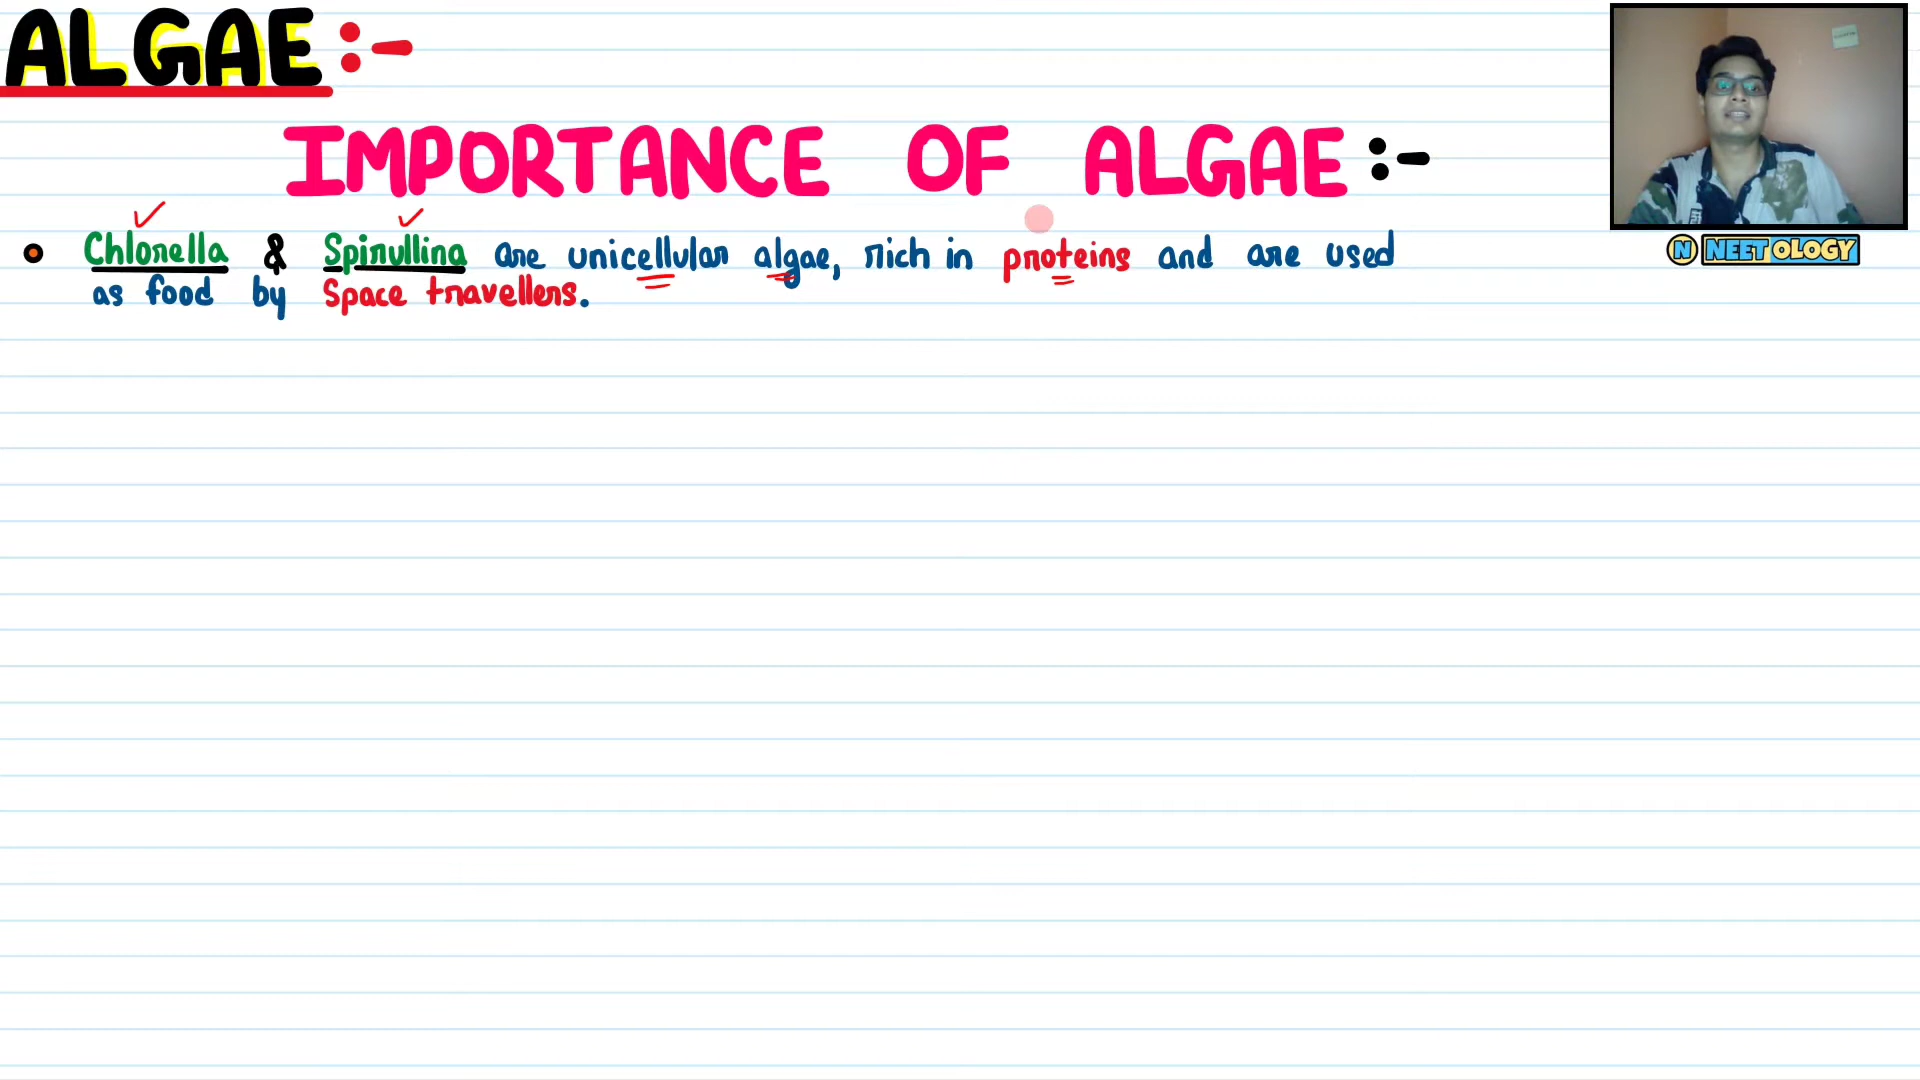 ALGAE:-
IMPORTANCE OF ALGAE:-
Chlorella & Spirullina are unicellular algae, rich in proteins and are used
as food by Space travellers.
N NEETOLOGY